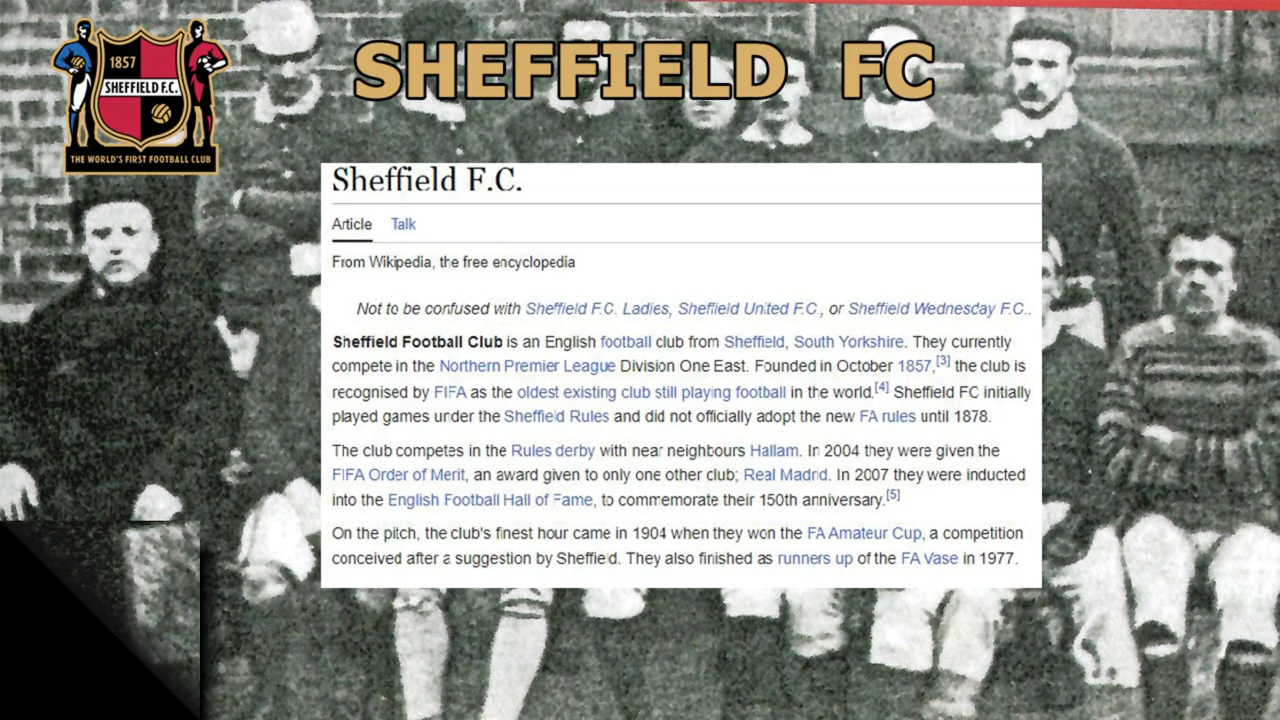 1857
SHEFFIELD F.C.
THE WORLD'S FIRST FOOTBALL CLUB
SHEFFIELD FC
Sheffield F.C.
Article Talk
From Wikipedia, the free encyclopedia
Not to be confused with Sheffield F.C. Ladies, Sheffield United F.C., or Sheffield Wednesday F.C..
Sheffield Football Club is an English football club from Sheffield, South Yorkshire. They currently
compete in the Northern Premier League Division One East. Founded in October 1857,[3] the club is
recognised by FIFA as the oldest existing club still playing football in the world.[4] Sheffield FC initially
played games under the Sheffield Rules and did not officially adopt the new FA rules until 1878.
The club competes in the Rules derby with near neighbours Hallam. In 2004 they were given the
FIFA Order of Merit, an award given to only one other club; Real Madrid. In 2007 they were inducted
into the English Football Hall of Fame, to commemorate their 150th anniversary.[5]
On the pitch, the club's finest hour came in 1904 when they won the FA Amateur Cup, a competition
conceived after a suggestion by Sheffield. They also finished as runners up of the FA Vase in 1977.